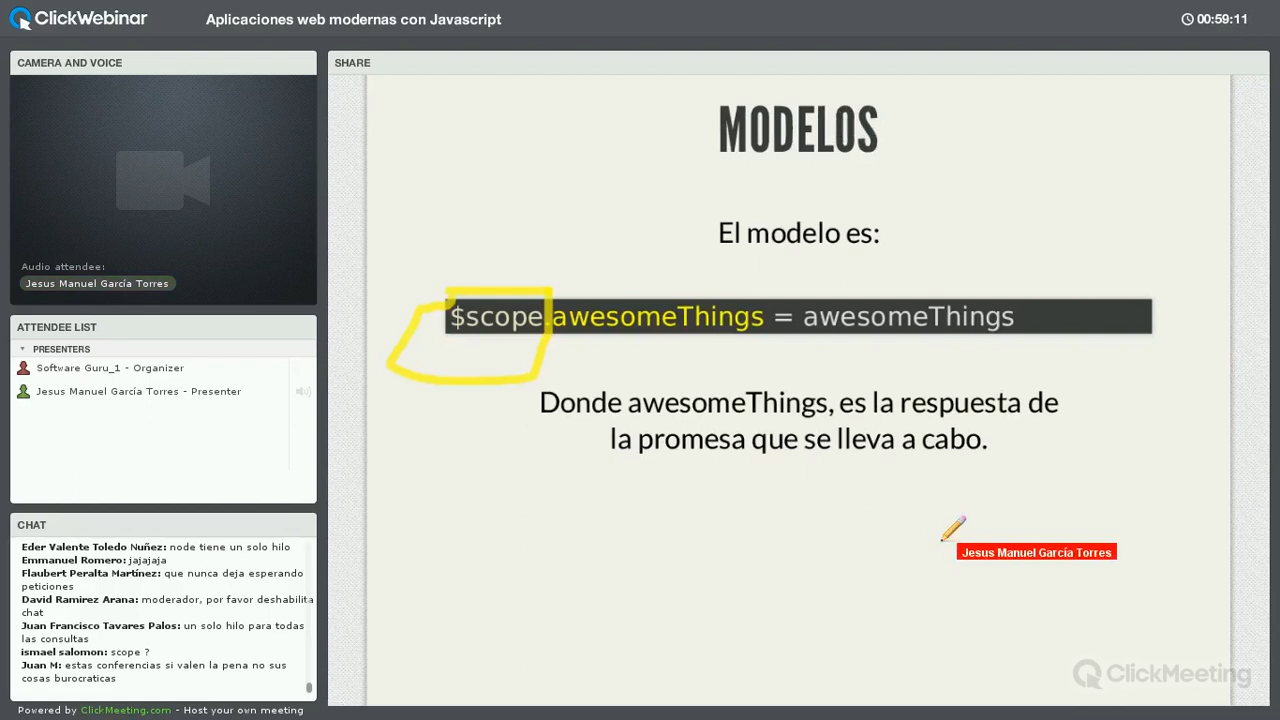 ClickWebinar
Aplicaciones web modernas con Javascript
00:59:11
CAMERA AND VOICE
Audio attendee:
Jesus Manuel García Torres
ATTENDEE LIST
PRESENTERS
Software Guru_1 - Organizer
Jesus Manuel García Torres - Presenter
CHAT
Eder Valente Toledo Nuñez: node tiene un solo hilo
Emmanuel Romero: jajajaja
Flaubert Peralta Martínez: que nunca deja esperando
peticiones
David Ramirez Arana: moderador, por favor deshabilita
chat
Juan Francisco Tavares Palos: un solo hilo para todas
las consultas
ismael salomon: scope ?
Juan M: estas conferencias si valen la pena no sus
cosas burocraticas
Powered by ClickMeeting.com - Host your own meeting
SHARE
MODELOS
El modelo es:
$scope.awesomeThings = awesomeThings
Donde awesomeThings, es la respuesta de
la promesa que se lleva a cabo.
Jesus Manuel García Torres
ClickMeeting